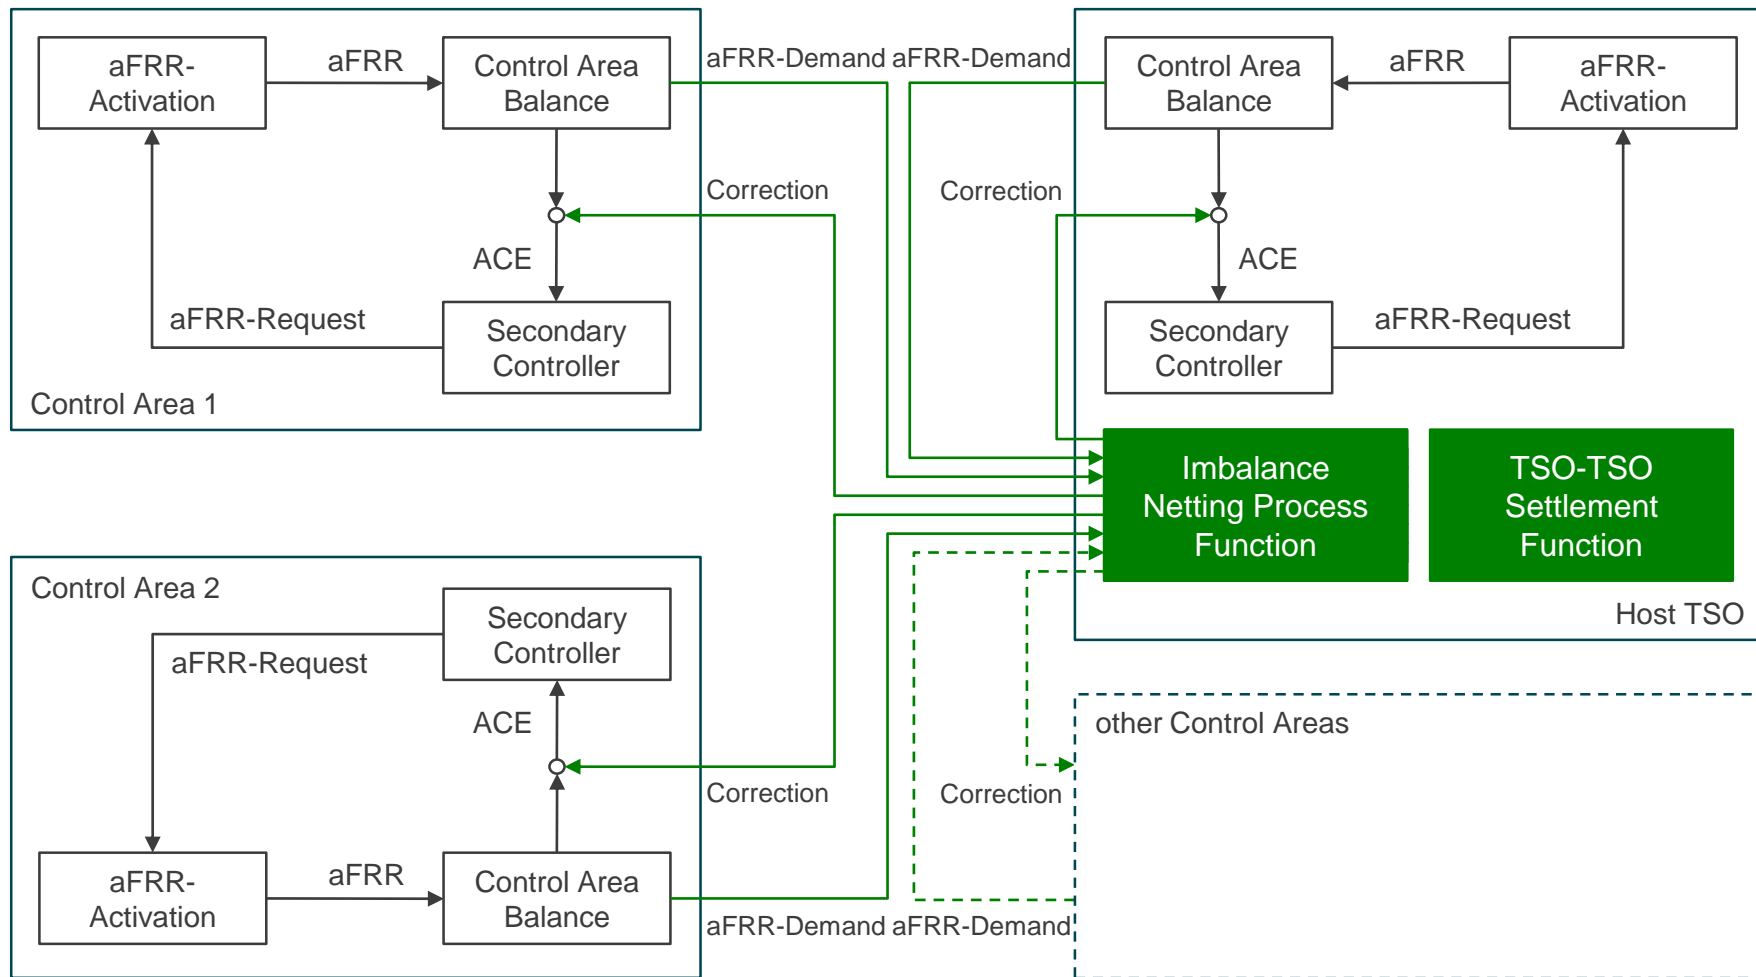 aFRR-
Activation
aFRR
Control Area
Balance
aFRR-Demand
Correction
ACE
aFRR-Request
Secondary
Controller
Control Area 1
aFRR-Demand
Control Area
Balance
aFRR
aFRR-
Activation
Correction
ACE
Secondary
Controller
aFRR-Request
Imbalance
Netting Process
Function
TSO-TSO
Settlement
Function
Host TSO
Control Area 2
Secondary
Controller
aFRR-Request
ACE
Correction
aFRR-
Activation
aFRR
Control Area
Balance
aFRR-Demand
other Control Areas
Correction
aFRR-Demand